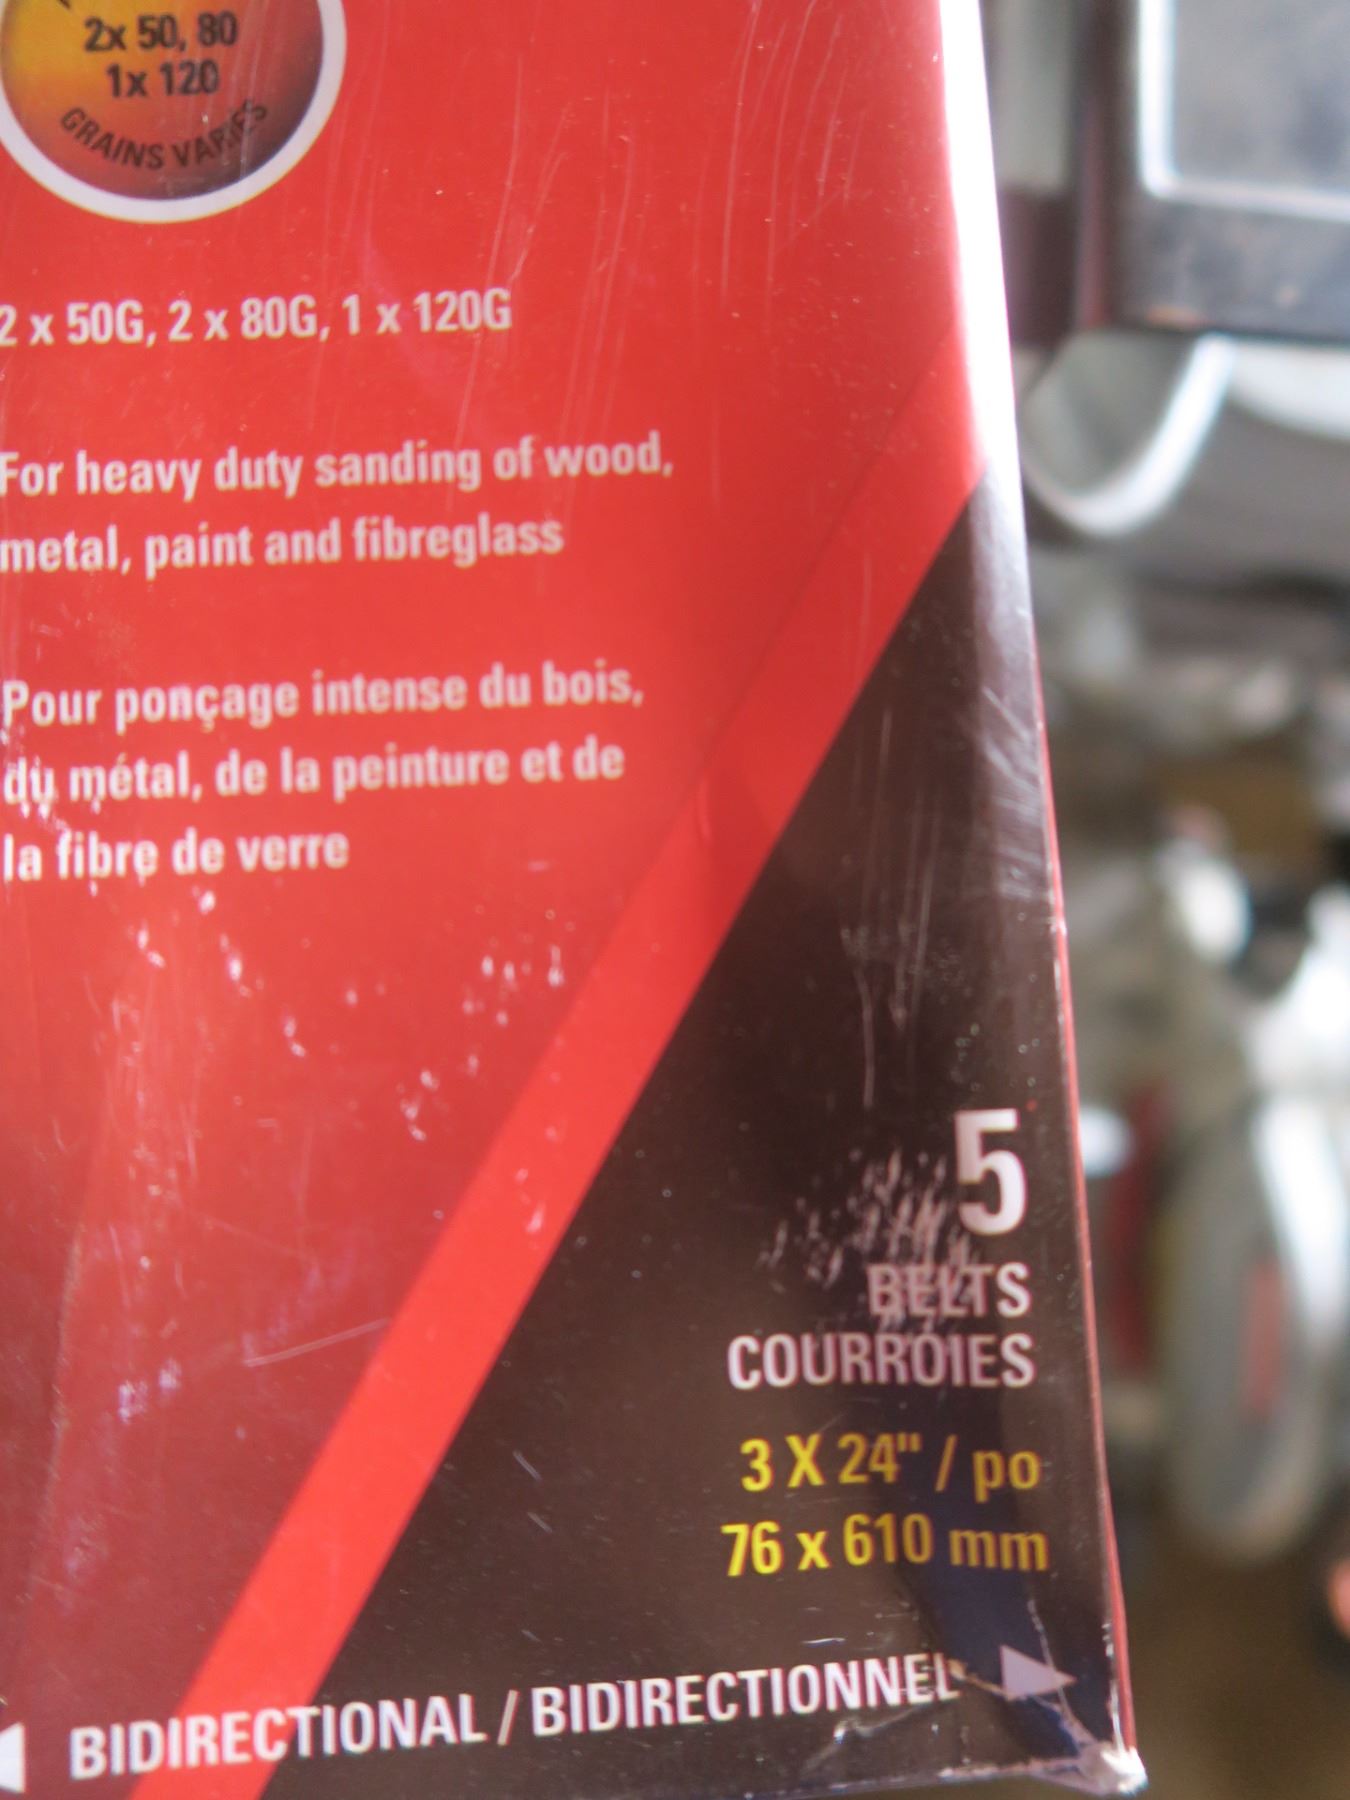 2x 50, 80
1x 120
GRAINS VARIES
2 x 50G, 2 x 80G, 1 x 120G
For heavy duty sanding of wood,
metal, paint and fibreglass
Pour ponçage intense du bois,
du métal, de la peinture et de
la fibre de verre
5
BELTS
COURROIES
3 X 24" / po
76 x 610 mm
BIDIRECTIONAL / BIDIRECTIONNEL